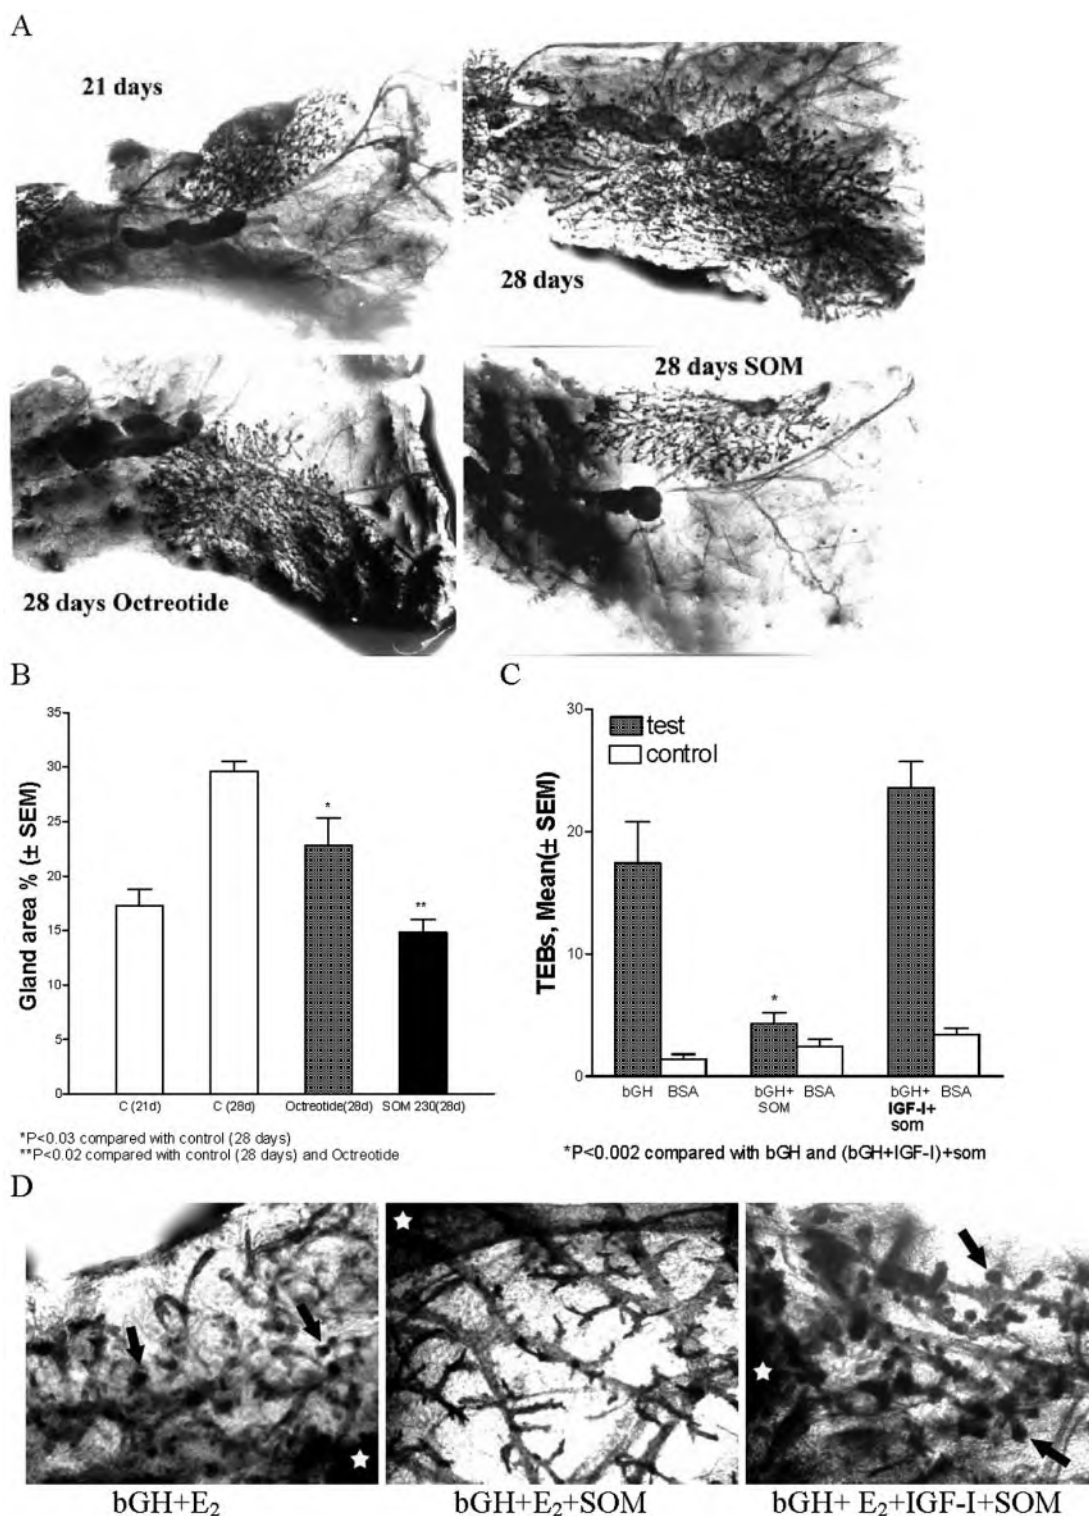 A
21 days
28 days
28 days SOM
28 days Octreotide
B
Gland area % (± SEM)
35
30
25
20
15
10
5
0
*
**
C (21d)
C (28d)
Octreotide(28d)
SOM 230(28d)
*P<0.03 compared with control (28 days)
**P<0.02 compared with control (28 days) and Octreotide
C
TEBs, Mean(± SEM)
30
20
10
0
test
control
*
bGH
BSA
bGH+
SOM
BSA
bGH+
IGF-I+
som
BSA
*P<0.002 compared with bGH and (bGH+IGF-I)+som
D
bGH+E₂
bGH+E₂+SOM
bGH+ E₂+IGF-I+SOM